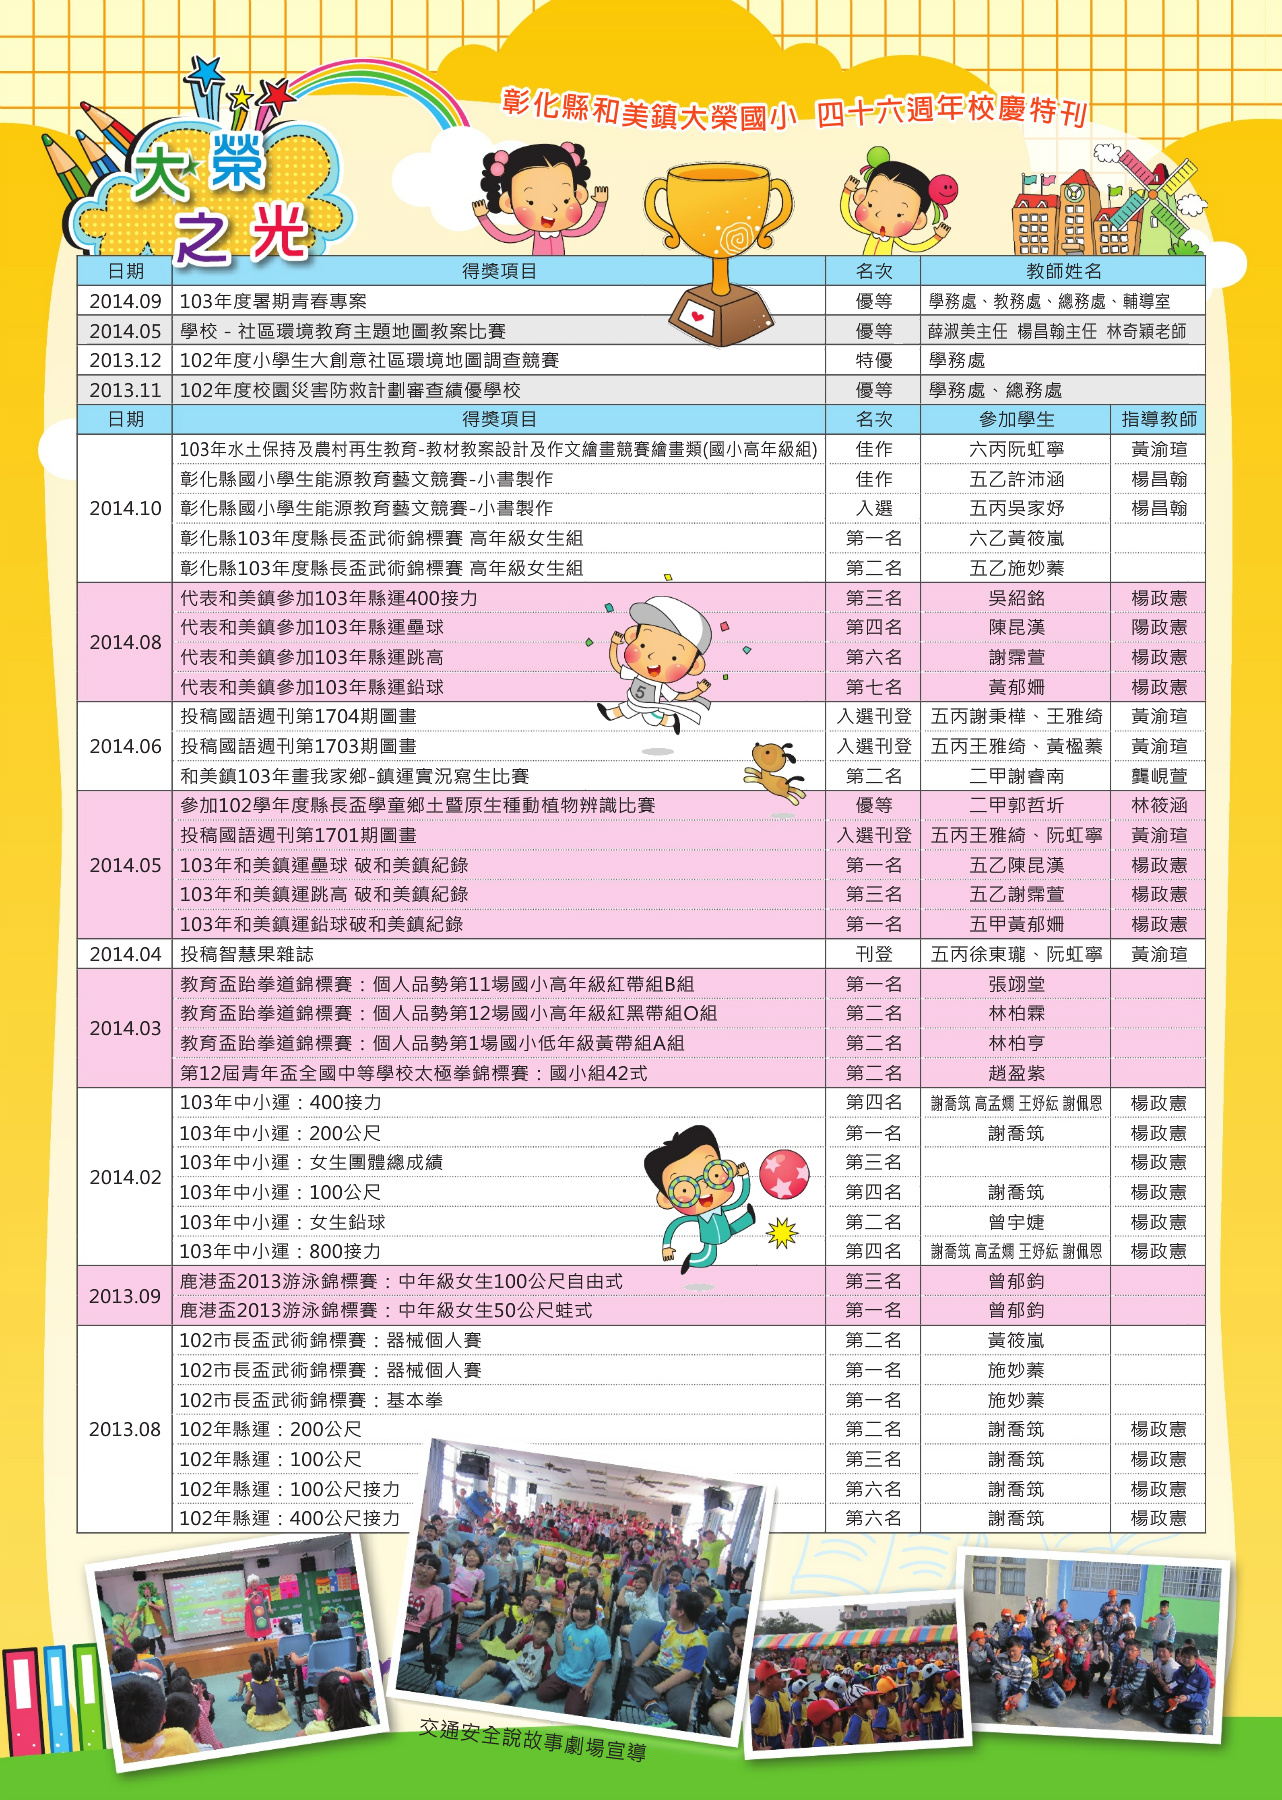 彰化縣和美鎮大榮國小 四十六週年校慶特刊
大榮
之光
日期 得獎項目 名次 教師姓名
2014.09 103年度暑期青春專案 優等 學務處、教務處、總務處、輔導室
2014.05 學校 - 社區環境教育主題地圖教案比賽 優等 薛淑美主任 楊昌翰主任 林奇穎老師
2013.12 102年度小學生大創意社區環境地圖調查競賽 特優 學務處
2013.11 102年度校園災害防救計劃審查績優學校 優等 學務處、總務處
日期 得獎項目 名次 參加學生 指導教師
2014.10
103年水土保持及農村再生教育-教材教案設計及作文繪畫競賽繪畫類(國小高年級組) 佳作 六丙阮虹寧 黃渝瑄
彰化縣國小學生能源教育藝文競賽-小書製作 佳作 五乙許沛涵 楊昌翰
彰化縣國小學生能源教育藝文競賽-小書製作 入選 五丙吳家妤 楊昌翰
彰化縣103年度縣長盃武術錦標賽 高年級女生組 第一名 六乙黃筱嵐
彰化縣103年度縣長盃武術錦標賽 高年級女生組 第二名 五乙施妙蓁
2014.08
代表和美鎮參加103年縣運400接力 第三名 吳紹銘 楊政憲
代表和美鎮參加103年縣運壘球 第四名 陳昆漢 陽政憲
代表和美鎮參加103年縣運跳高 第六名 謝霈萱 楊政憲
代表和美鎮參加103年縣運鉛球 第七名 黃郁姍 楊政憲
2014.06
投稿國語週刊第1704期圖畫 入選刊登 五丙謝秉樺、王雅綺 黃渝瑄
投稿國語週刊第1703期圖畫 入選刊登 五丙王雅綺、黃楹蓁 黃渝瑄
和美鎮103年畫我家鄉-鎮運實況寫生比賽 第二名 二甲謝睿南 龔峴萱
2014.05
參加102學年度縣長盃學童鄉土暨原生種動植物辨識比賽 優等 二甲郭哲圻 林筱涵
投稿國語週刊第1701期圖畫 入選刊登 五丙王雅綺、阮虹寧 黃渝瑄
103年和美鎮運壘球 破和美鎮紀錄 第一名 五乙陳昆漢 楊政憲
103年和美鎮運跳高 破和美鎮紀錄 第三名 五乙謝霈萱 楊政憲
103年和美鎮運鉛球破和美鎮紀錄 第一名 五甲黃郁姍 楊政憲
2014.04 投稿智慧果雜誌 刊登 五丙徐東瓏、阮虹寧 黃渝瑄
2014.03
教育盃跆拳道錦標賽：個人品勢第11場國小高年級紅帶組B組 第一名 張翊堂
教育盃跆拳道錦標賽：個人品勢第12場國小高年級紅黑帶組O組 第二名 林柏霖
教育盃跆拳道錦標賽：個人品勢第1場國小低年級黃帶組A組 第二名 林柏亨
第12屆青年盃全國中等學校太極拳錦標賽：國小組42式 第二名 趙盈紫
2014.02
103年中小運：400接力 第四名 謝喬筑 高孟嫻 王妤紜 謝佩恩 楊政憲
103年中小運：200公尺 第一名 謝喬筑 楊政憲
103年中小運：女生團體總成績 第三名 楊政憲
103年中小運：100公尺 第四名 謝喬筑 楊政憲
103年中小運：女生鉛球 第二名 曾宇婕 楊政憲
103年中小運：800接力 第四名 謝喬筑 高孟嫻 王妤紜 謝佩恩 楊政憲
2013.09
鹿港盃2013游泳錦標賽：中年級女生100公尺自由式 第三名 曾郁鈞
鹿港盃2013游泳錦標賽：中年級女生50公尺蛙式 第一名 曾郁鈞
2013.08
102市長盃武術錦標賽：器械個人賽 第二名 黃筱嵐
102市長盃武術錦標賽：器械個人賽 第一名 施妙蓁
102市長盃武術錦標賽：基本拳 第一名 施妙蓁
102年縣運：200公尺 第二名 謝喬筑 楊政憲
102年縣運：100公尺 第三名 謝喬筑 楊政憲
102年縣運：100公尺接力 第六名 謝喬筑 楊政憲
102年縣運：400公尺接力 第六名 謝喬筑 楊政憲
5
交通安全說故事劇場宣導